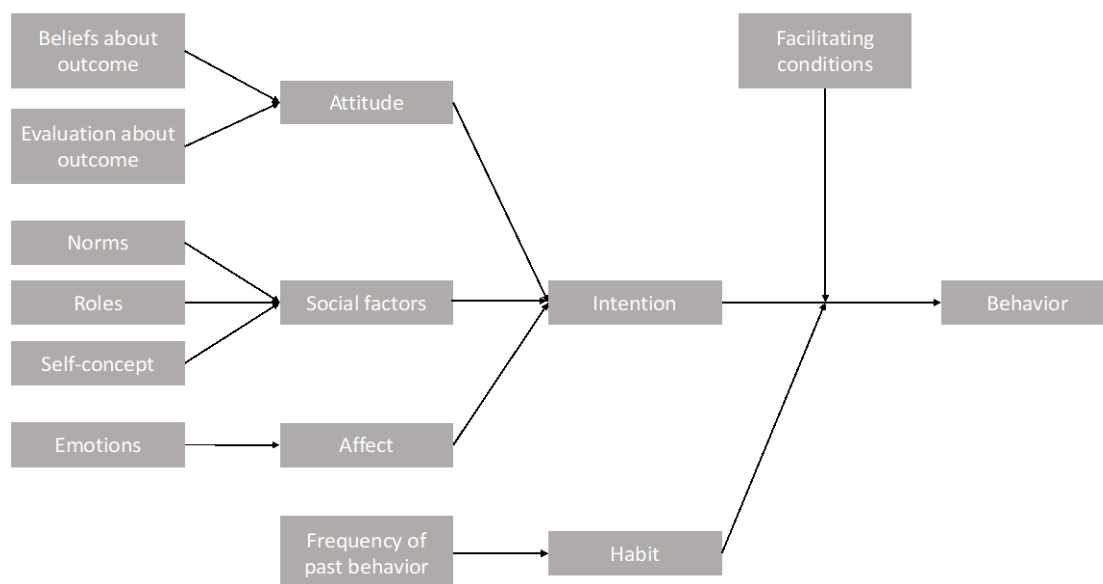 Beliefs about
outcome
Facilitating
conditions
Attitude
Evaluation about
outcome
Norms
Roles
Social factors
Intention
Behavior
Self-concept
Emotions
Affect
Frequency of
past behavior
Habit